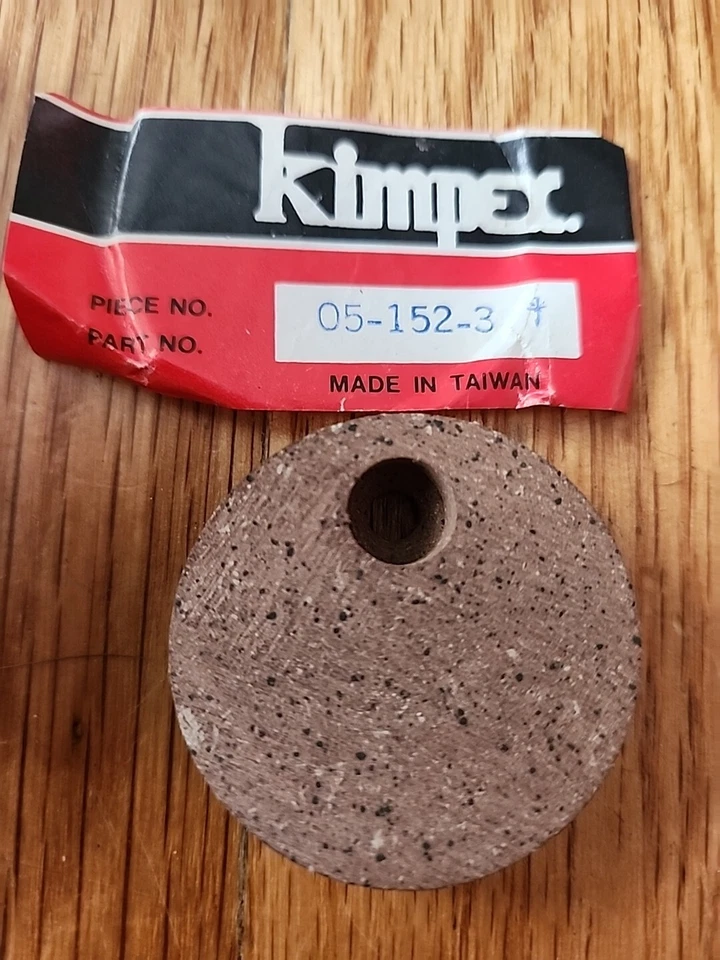 kimpex.
PIECE NO.
PART NO.
05-152-3
MADE IN TAIWAN